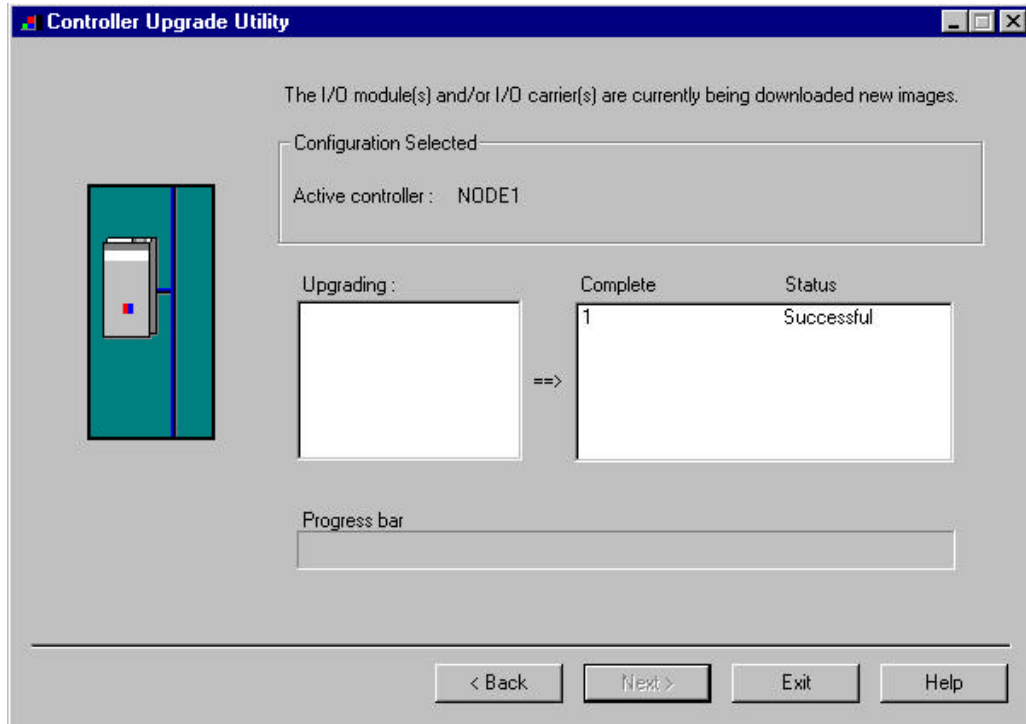 Controller Upgrade Utility
The I/O module(s) and/or I/O carrier(s) are currently being downloaded new images.
Configuration Selected
Active controller : NODE1
Upgrading :
Complete Status
1 Successful
==>
Progress bar
< Back Next > Exit Help